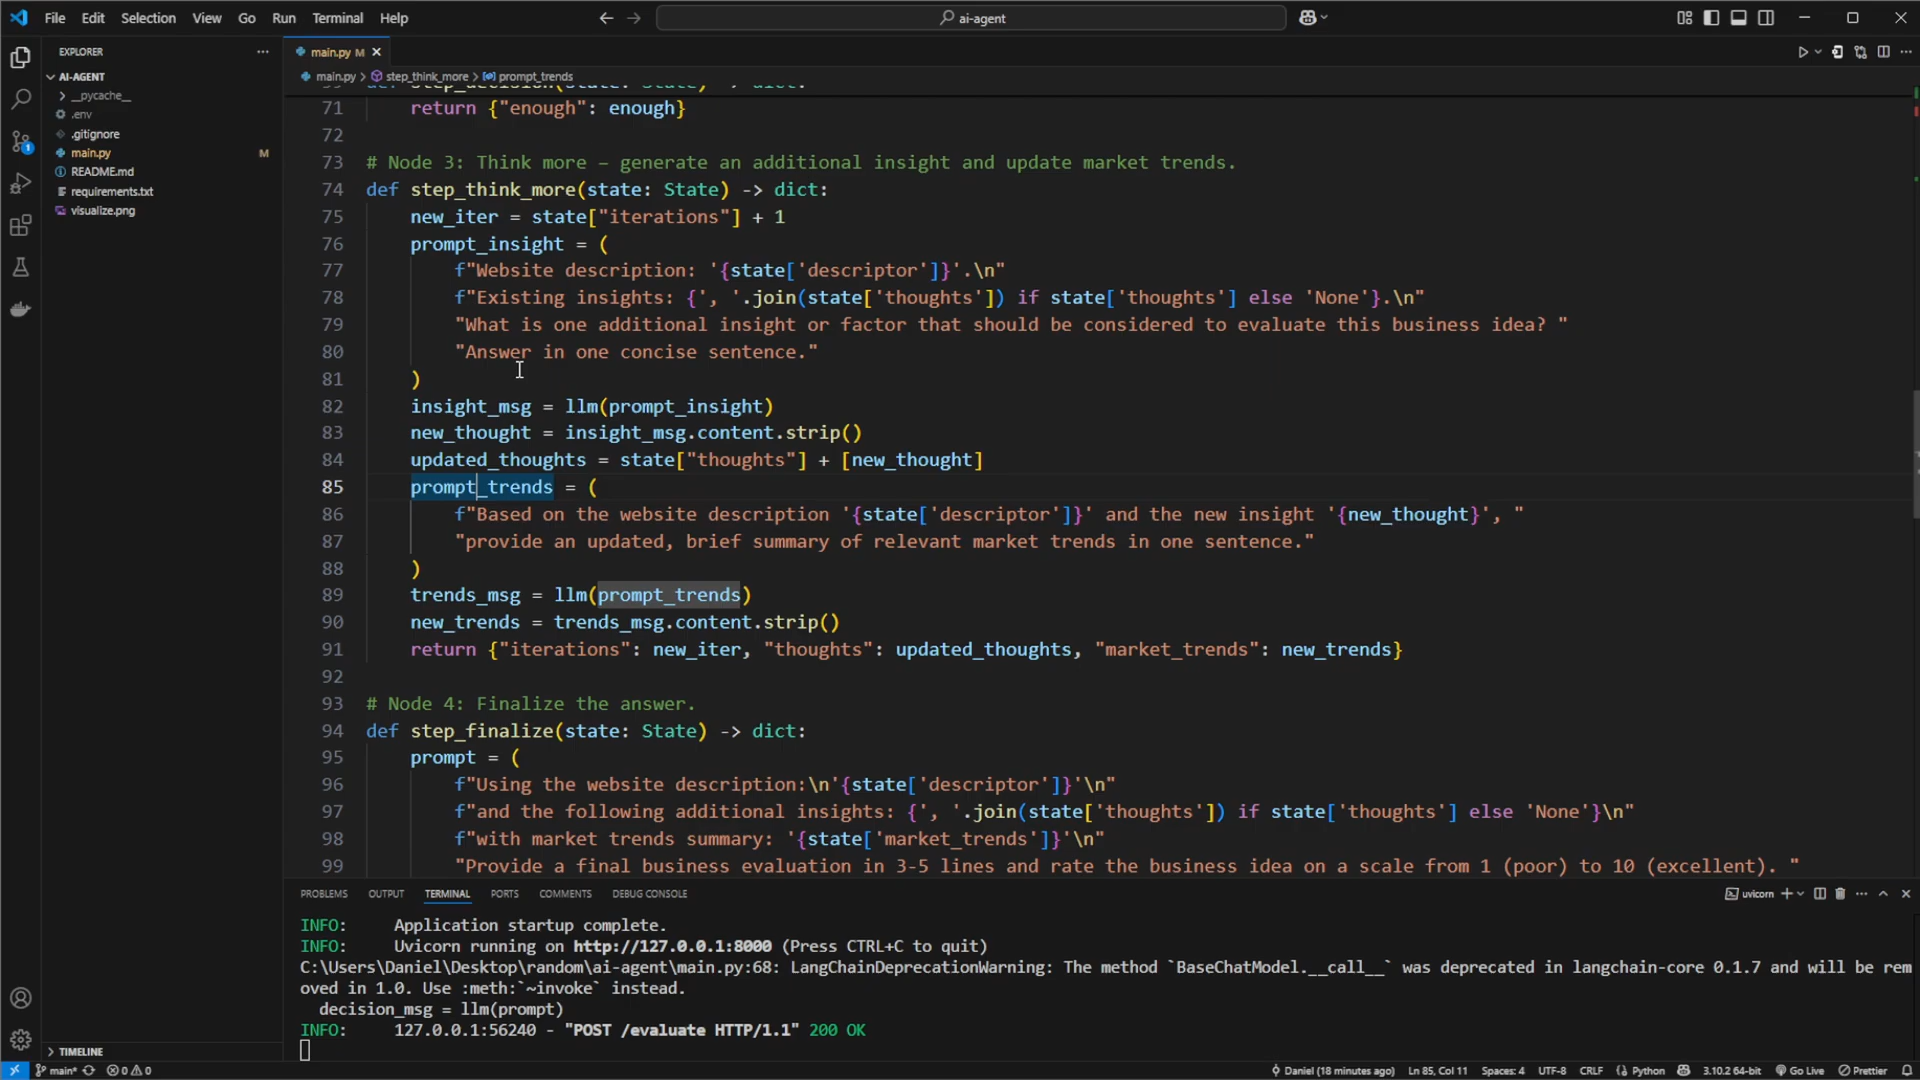 File Edit Selection View Go Run Terminal Help
ai-agent
EXPLORER
main.py M
AI-AGENT
main.py > step_think_more > prompt_trends
__pycache__
.env
.gitignore
main.py M
README.md
requirements.txt
visualize.png
71 return {"enough": enough}
72
73 # Node 3: Think more – generate an additional insight and update market trends.
74 def step_think_more(state: State) -> dict:
75 new_iter = state["iterations"] + 1
76 prompt_insight = (
77 f"Website description: '{state['descriptor']}'.\n"
78 f"Existing insights: {', '.join(state['thoughts']) if state['thoughts'] else 'None'}.\n"
79 "What is one additional insight or factor that should be considered to evaluate this business idea? "
80 "Answer in one concise sentence."
81 )
82 insight_msg = llm(prompt_insight)
83 new_thought = insight_msg.content.strip()
84 updated_thoughts = state["thoughts"] + [new_thought]
85 prompt_trends = (
86 f"Based on the website description '{state['descriptor']}' and the new insight '{new_thought}', "
87 "provide an updated, brief summary of relevant market trends in one sentence."
88 )
89 trends_msg = llm(prompt_trends)
90 new_trends = trends_msg.content.strip()
91 return {"iterations": new_iter, "thoughts": updated_thoughts, "market_trends": new_trends}
92
93 # Node 4: Finalize the answer.
94 def step_finalize(state: State) -> dict:
95 prompt = (
96 f"Using the website description:\n'{state['descriptor']}'\n"
97 f"and the following additional insights: {', '.join(state['thoughts']) if state['thoughts'] else 'None'}\n"
98 f"with market trends summary: '{state['market_trends']}'\n"
99 "Provide a final business evaluation in 3-5 lines and rate the business idea on a scale from 1 (poor) to 10 (excellent). "
PROBLEMS OUTPUT TERMINAL PORTS COMMENTS DEBUG CONSOLE
uvicorn
INFO: Application startup complete.
INFO: Uvicorn running on http://127.0.0.1:8000 (Press CTRL+C to quit)
C:\Users\Daniel\Desktop\random\ai-agent\main.py:68: LangChainDeprecationWarning: The method `BaseChatModel.__call__` was deprecated in langchain-core 0.1.7 and will be rem
oved in 1.0. Use :meth:`~invoke` instead.
decision_msg = llm(prompt)
INFO: 127.0.0.1:56240 - "POST /evaluate HTTP/1.1" 200 OK
TIMELINE
main* 0 0 Daniel (18 minutes ago) Ln 85, Col 11 Spaces: 4 UTF-8 CRLF Python 3.10.2 64-bit Go Live Prettier